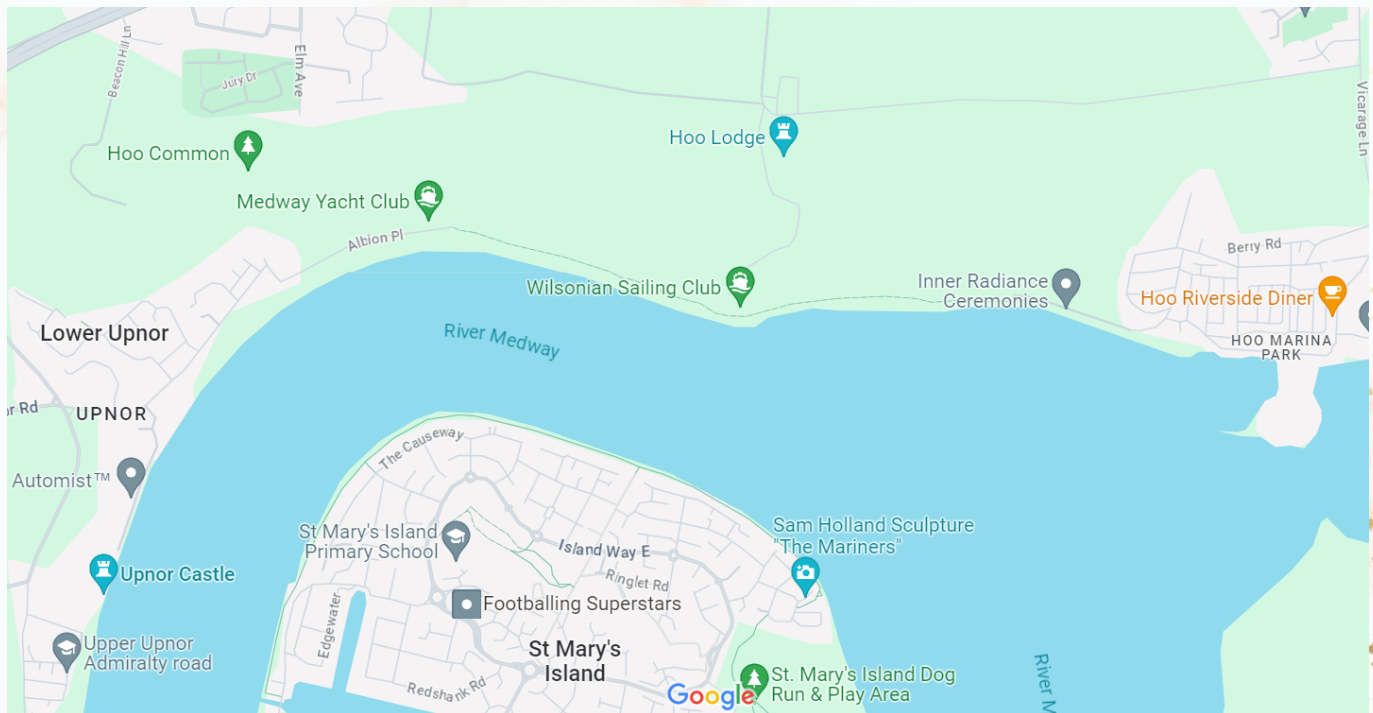 Beacon Hill Ln
Elm Ave
Jury Dr
Vicarage Ln
Hoo Common
Hoo Lodge
Medway Yacht Club
Albion Pl
Berry Rd
Wilsonian Sailing Club
Inner Radiance
Ceremonies
Hoo Riverside Diner
Lower Upnor
River Medway
HOO MARINA
PARK
or Rd
UPNOR
The Causeway
Automist™
St Mary's Island
Primary School
Island Way E
Sam Holland Sculpture
"The Mariners"
Upnor Castle
Ringlet Rd
Edgewater
Footballing Superstars
Upper Upnor
Admiralty road
St Mary's
Island
Redshank Rd
Google
St. Mary's Island Dog
Run & Play Area
River M